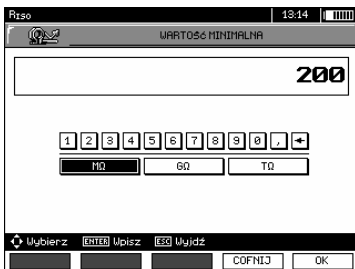 RISO 13:14
WARTOŚĆ MINIMALNA
200
1 2 3 4 5 6 7 8 9 0 ,
MΩ GΩ TΩ
Wybierz ENTER Wpisz ESC Wyjdź
COFNIJ OK